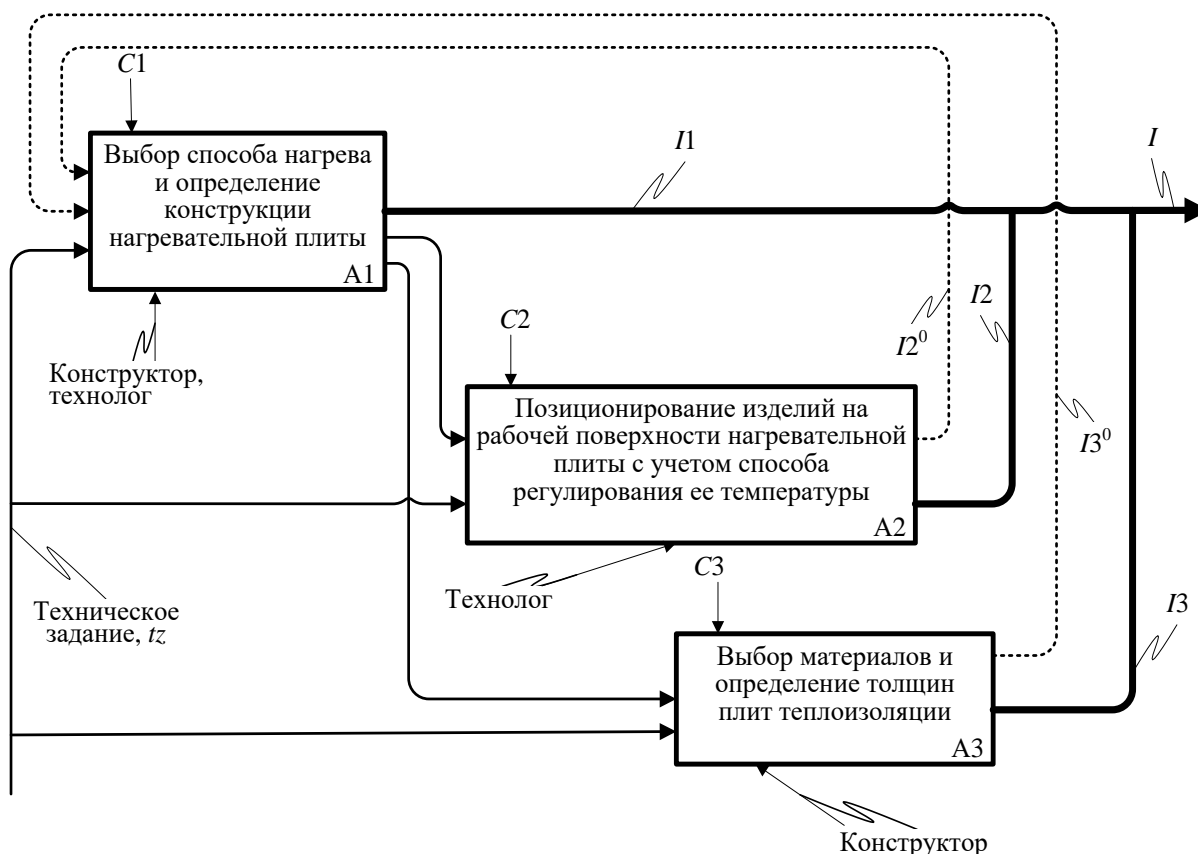 C1
I1
I
Выбор способа нагрева
и определение
конструкции
нагревательной плиты
A1
I2
C2
I2⁰
Конструктор,
технолог
Позиционирование изделий на
рабочей поверхности нагревательной
плиты с учетом способа
регулирования ее температуры
A2
I3⁰
C3
Технолог
Техническое
задание, tz
I3
Выбор материалов и
определение толщин
плит теплоизоляции
A3
Конструктор